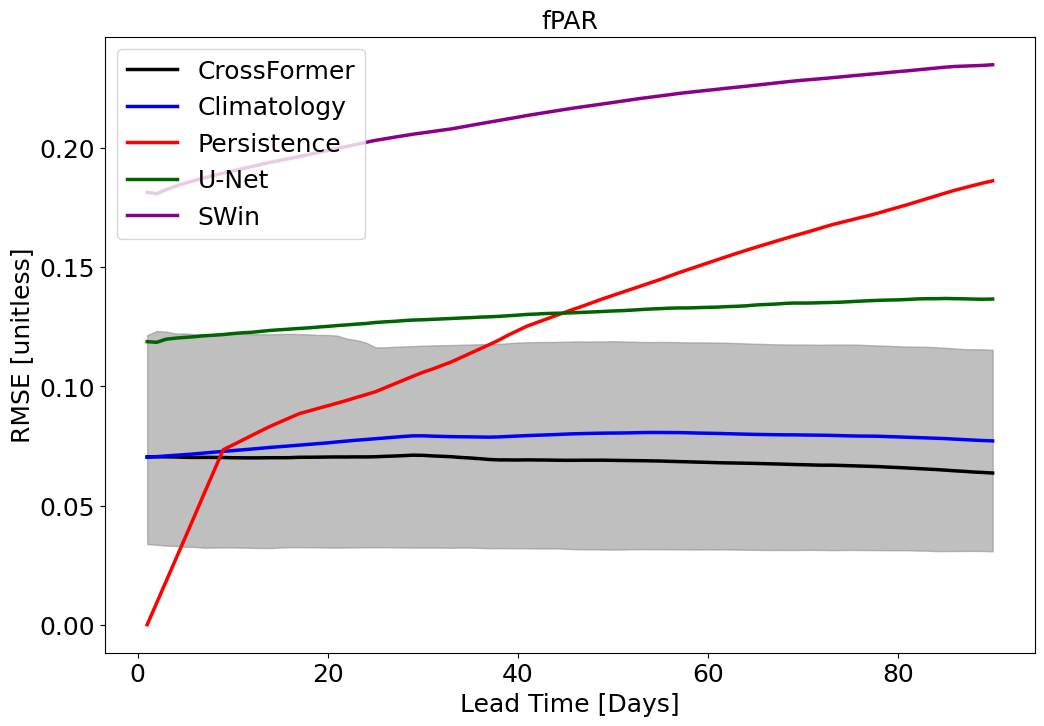 fPAR
CrossFormer
Climatology
Persistence
U-Net
SWin
RMSE [unitless]
0.20
0.15
0.10
0.05
0.00
0
20
40
60
80
Lead Time [Days]